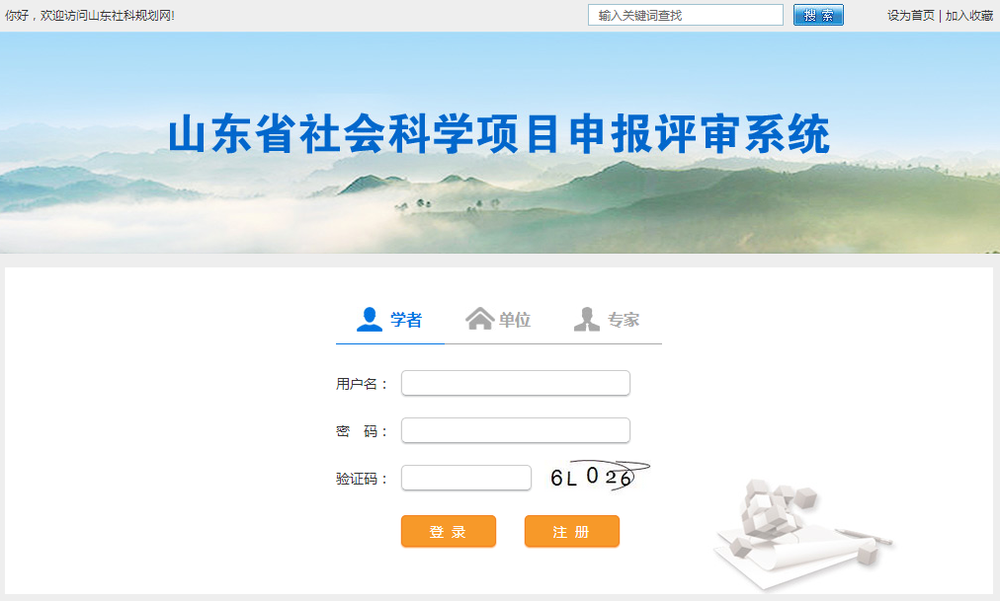 你好，欢迎访问山东社科规划网!
输入关键词查找
搜 索
设为首页 | 加入收藏
山东省社会科学项目申报评审系统
学者
单位
专家
用户名：
密 码：
验证码：
6L026
登 录
注 册